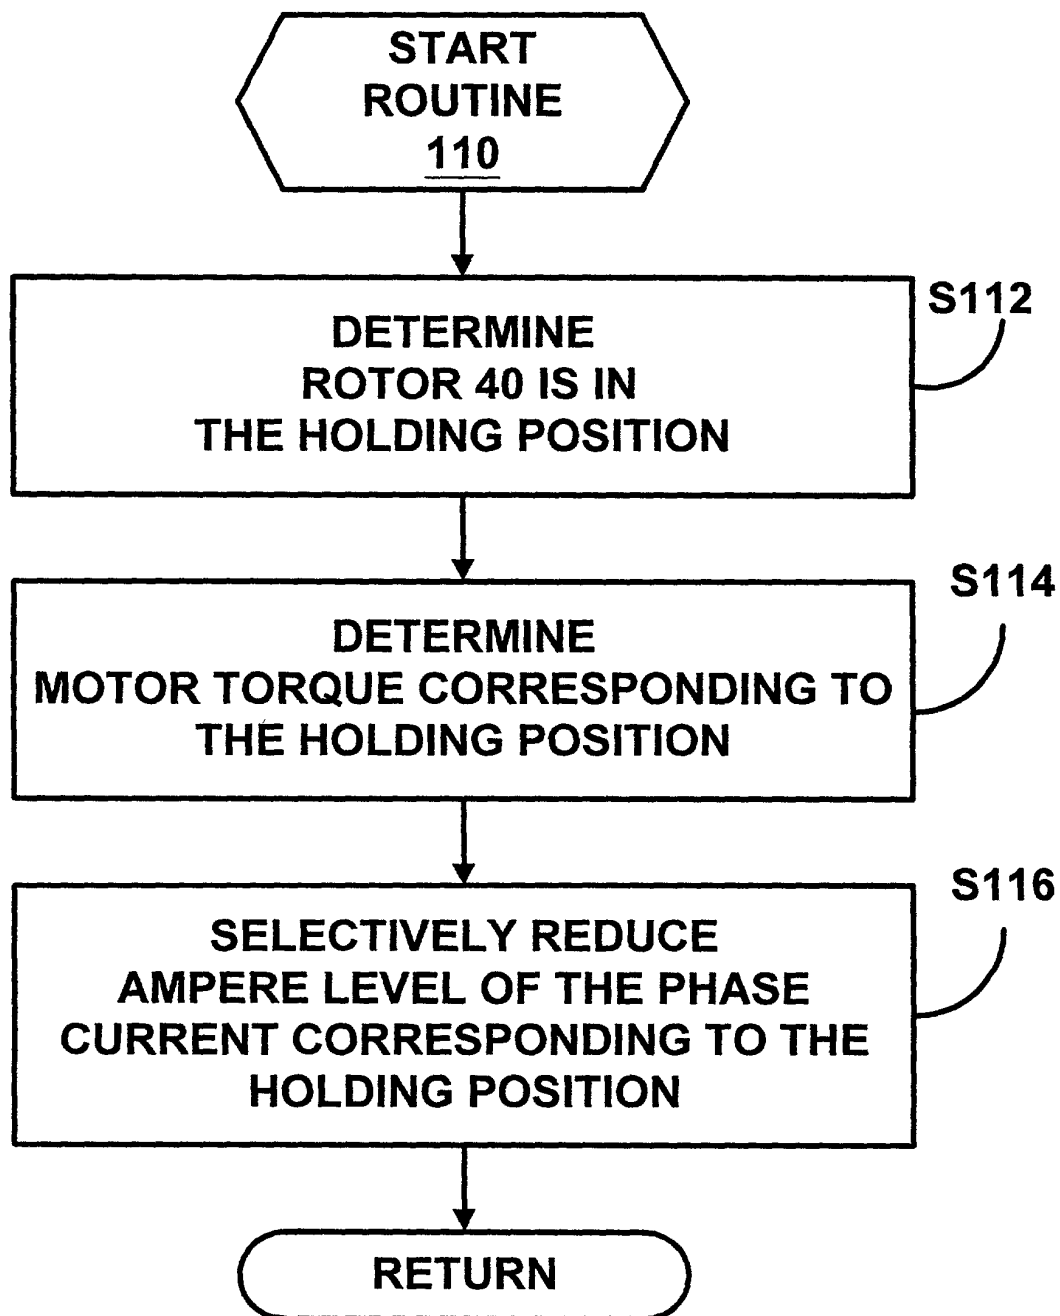 START
ROUTINE
110
S112
DETERMINE
ROTOR 40 IS IN
THE HOLDING POSITION
S114
DETERMINE
MOTOR TORQUE CORRESPONDING TO
THE HOLDING POSITION
S116
SELECTIVELY REDUCE
AMPERE LEVEL OF THE PHASE
CURRENT CORRESPONDING TO THE
HOLDING POSITION
RETURN